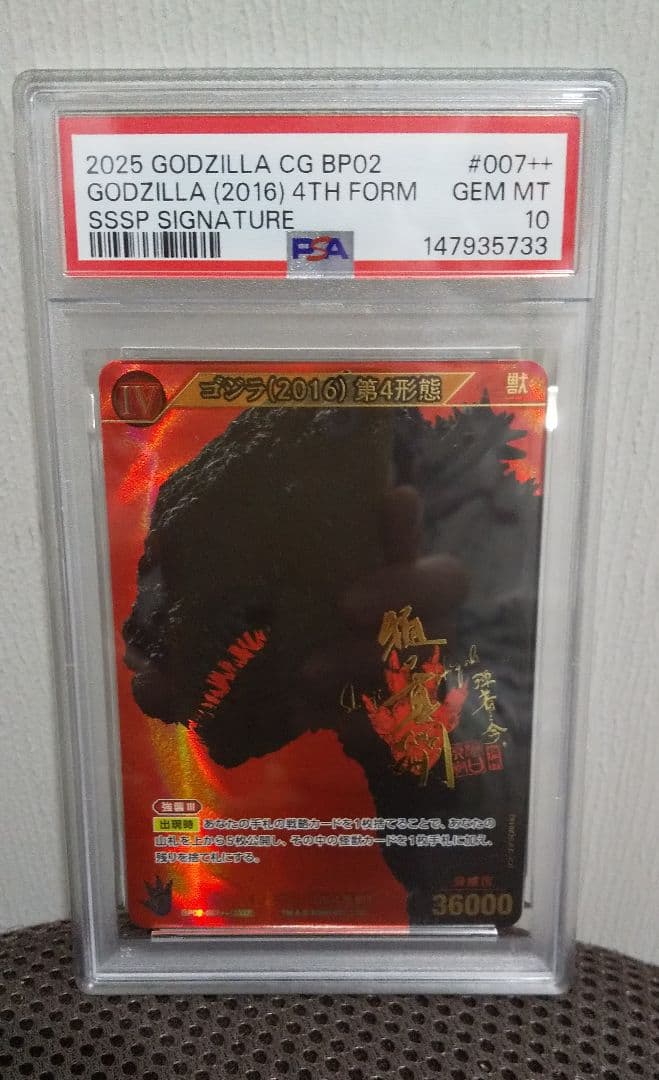 2025 GODZILLA CG BP02 #007++
GODZILLA (2016) 4TH FORM GEM MT
SSSP SIGNATURE 10
PSA 147935733
IV ゴジラ(2016) 第4形態 獣
強襲 III
出現時 あなたの手札の戦略カードを1枚捨てることで、あなたの
山札を上から5枚公開し、その中の怪獣カードを1枚手札に加え、
残りを捨て札にする。
36000